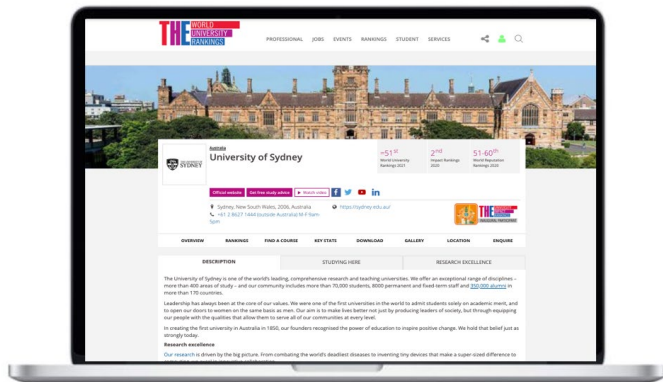 THE WORLD UNIVERSITY RANKINGS
PROFESSIONAL JOBS EVENTS RANKINGS STUDENT SERVICES
Australia
University of Sydney
=51st
World University Rankings 2021
2nd
Impact Rankings 2020
51-60th
World Reputation Rankings 2020
SYDNEY
Official website Get free study advice Watch video
Sydney, New South Wales, 2006, Australia
https://sydney.edu.au/
+61 2 8627 1444 (outside Australia) M-F 9am-5pm
THE
OVERVIEW RANKINGS FIND A COURSE KEY STATS DOWNLOAD GALLERY LOCATION ENQUIRE
DESCRIPTION STUDYING HERE RESEARCH EXCELLENCE
The University of Sydney is one of the world's leading, comprehensive research and teaching universities. We offer an exceptional range of disciplines –
more than 400 areas of study – and our community includes more than 70,000 students, 8000 permanent and fixed-term staff and 350,000 alumni in
more than 170 countries.
Leadership has always been at the core of our values. We were one of the first universities in the world to admit students solely on academic merit, and
to open our doors to women on the same basis as men. Our aim is to make lives better not just by producing leaders of society, but through equipping
our people with the qualities that allow them to serve all of our communities at every level.
In creating the first university in Australia in 1850, our founders recognised the power of education to inspire positive change. We hold that belief just as
strongly today.
Research excellence
Our research is driven by the big picture. From combating the world's deadliest diseases to inventing tiny devices that make a super-sized difference to